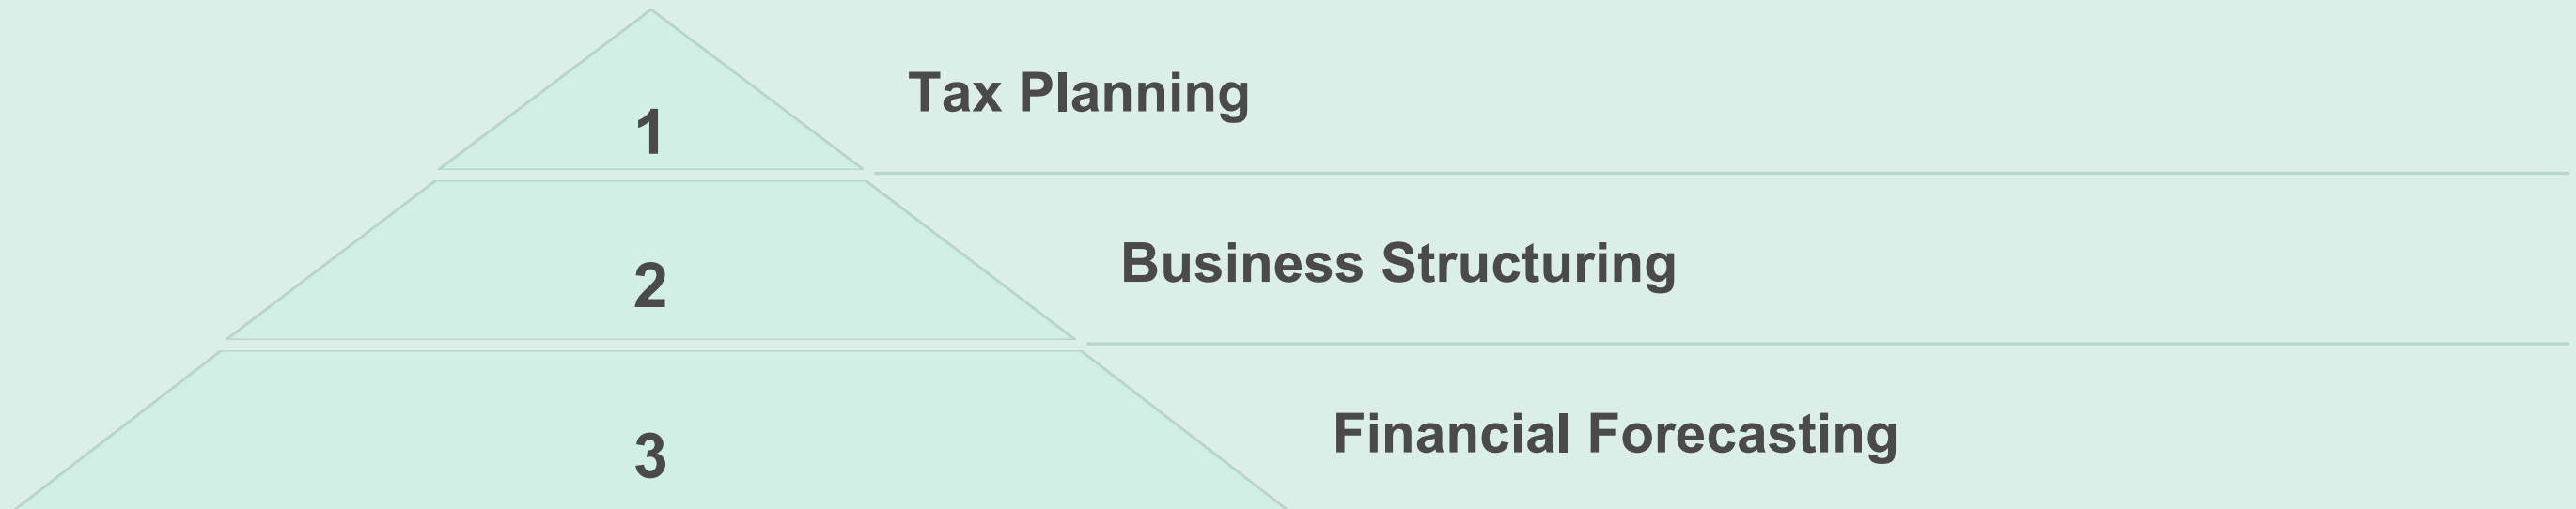 1
Tax Planning
2
Business Structuring
3
Financial Forecasting